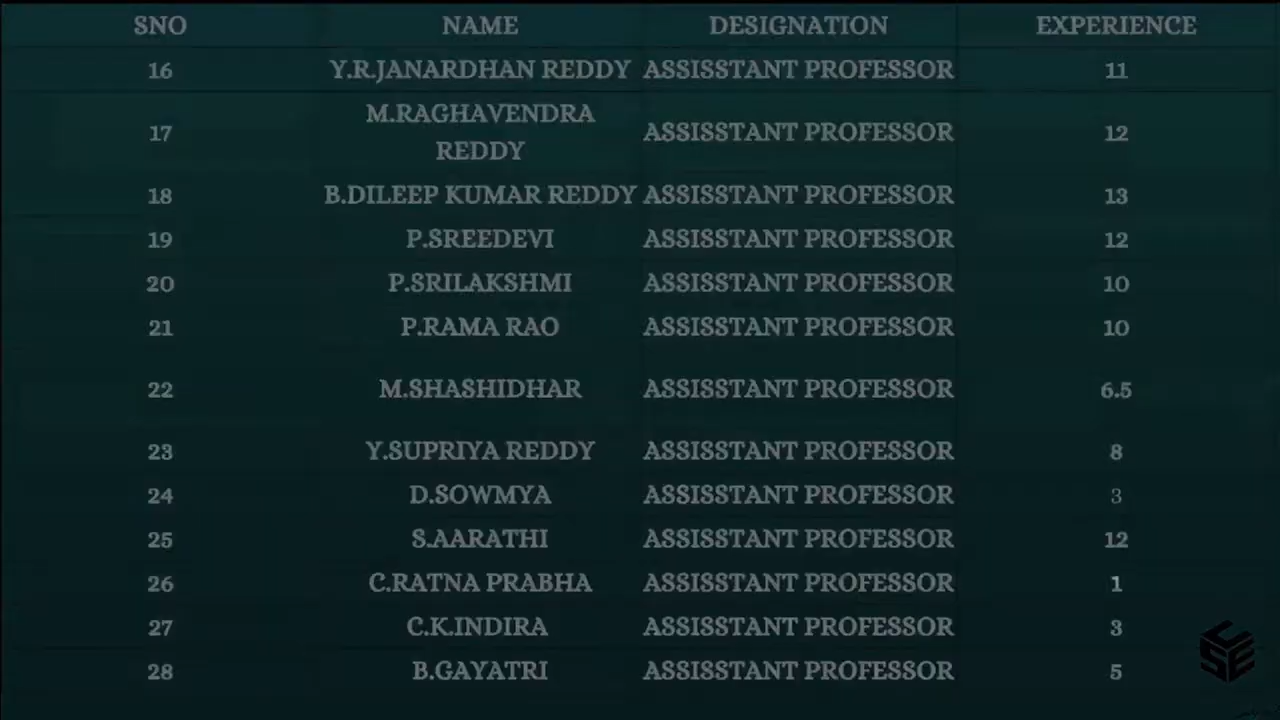 SNO NAME DESIGNATION EXPERIENCE
16 Y.R.JANARDHAN REDDY ASSISSTANT PROFESSOR 11
17 M.RAGHAVENDRA REDDY ASSISSTANT PROFESSOR 12
18 B.DILEEP KUMAR REDDY ASSISSTANT PROFESSOR 13
19 P.SREEDEVI ASSISSTANT PROFESSOR 12
20 P.SRILAKSHMI ASSISSTANT PROFESSOR 10
21 P.RAMA RAO ASSISSTANT PROFESSOR 10
22 M.SHASHIDHAR ASSISSTANT PROFESSOR 6.5
23 Y.SUPRIYA REDDY ASSISSTANT PROFESSOR 8
24 D.SOWMYA ASSISSTANT PROFESSOR 3
25 S.AARATHI ASSISSTANT PROFESSOR 12
26 C.RATNA PRABHA ASSISSTANT PROFESSOR 1
27 C.K.INDIRA ASSISSTANT PROFESSOR 3
28 B.GAYATRI ASSISSTANT PROFESSOR 5